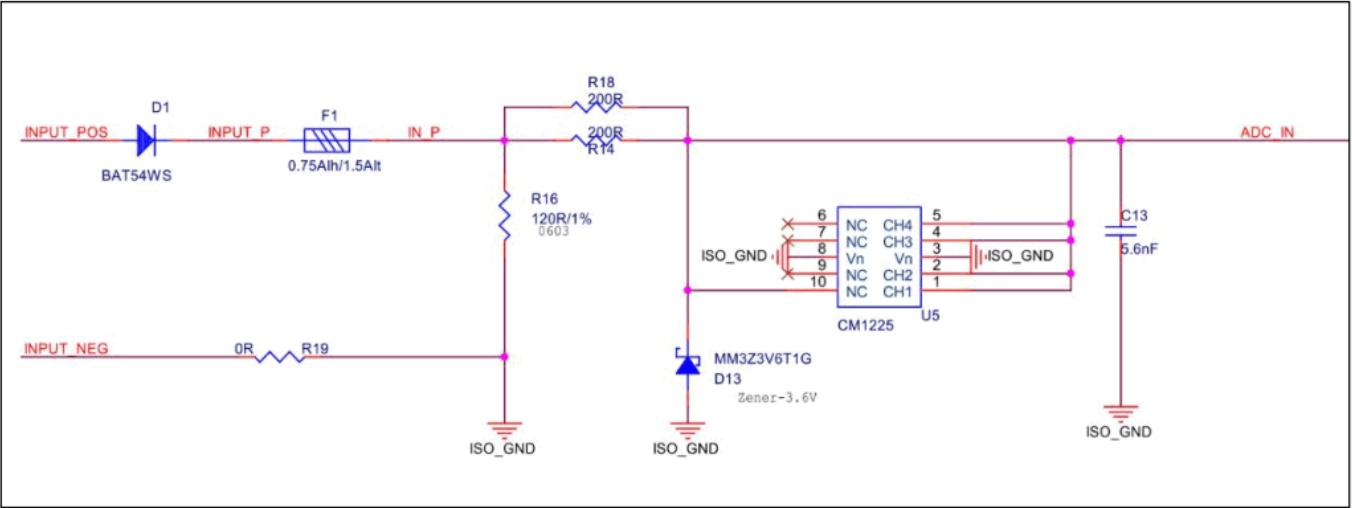 R18
200R
D1
F1
INPUT_POS
INPUT_P
IN_P
200R
R14
ADC_IN
BAT54WS
0.75Alh/1.5Alt
R16
120R/1%
0603
6
NC
CH4
5
7
NC
CH3
4
ISO_GND
8
Vn
Vn
3
ISO_GND
9
NC
CH2
2
10
NC
CH1
1
C13
5.6nF
U5
CM1225
INPUT_NEG
0R
R19
MM3Z3V6T1G
D13
Zener-3.6V
ISO_GND
ISO_GND
ISO_GND